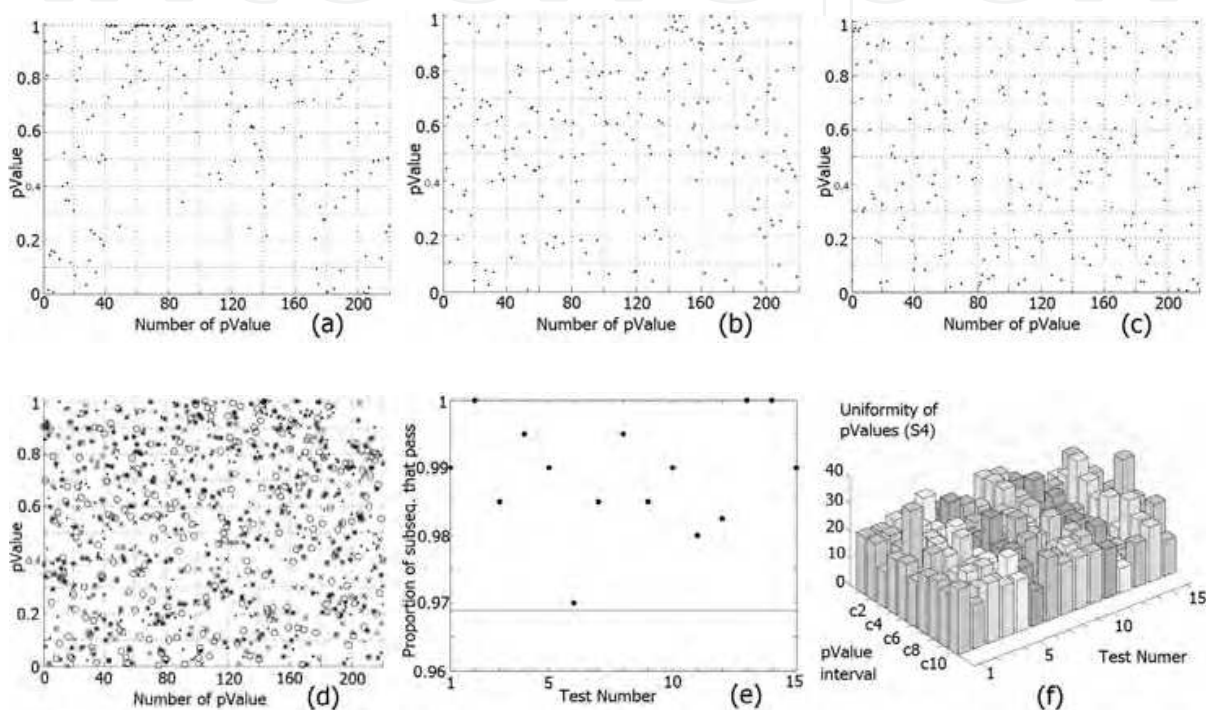 pValue
1
0.8
0.6
0.4
0.2
0
0 40 80 120 160 200
Number of pValue
(a)
pValue
1
0.8
0.6
0.4
0.2
0
0 40 80 120 160 200
Number of pValue
(b)
pValue
1
0.8
0.6
0.4
0.2
0
0 40 80 120 160 200
Number of pValue
(c)
pValue
1
0.8
0.6
0.4
0.2
0
0 40 80 120 160 200
Number of pValue
(d)
Proportion of subseq. that pass
1
0.99
0.98
0.97
0.96
1 5 10 15
Test Number
(e)
Uniformity of
pValues (S4)
40
30
20
10
0
c2
c4
c6
c8
c10
pValue
interval
1 5 10 15
Test Numer
(f)